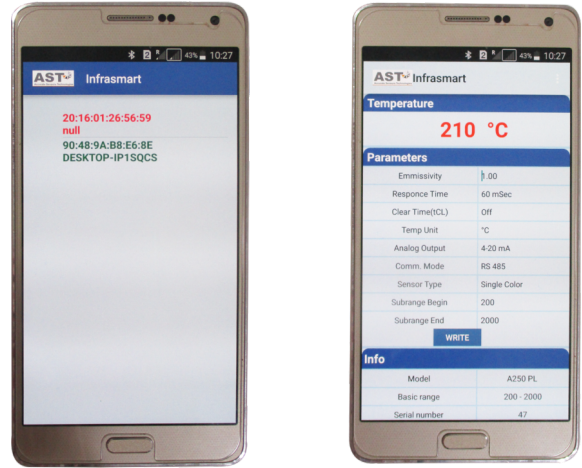 43% 10:27
AST
Infrasmart
20:16:01:26:56:59
null
90:48:9A:B8:E6:8E
DESKTOP-IP1SQCS
2 43% 10:27
AST Infrasmart
Temperature
210 °C
Parameters
Emmissivity 1.00
Responce Time 60 mSec
Clear Time(tCL) Off
Temp Unit °C
Analog Output 4-20 mA
Comm. Mode RS 485
Sensor Type Single Color
Subrange Begin 200
Subrange End 2000
WRITE
Info
Model A250 PL
Basic range 200 - 2000
Serial number 47